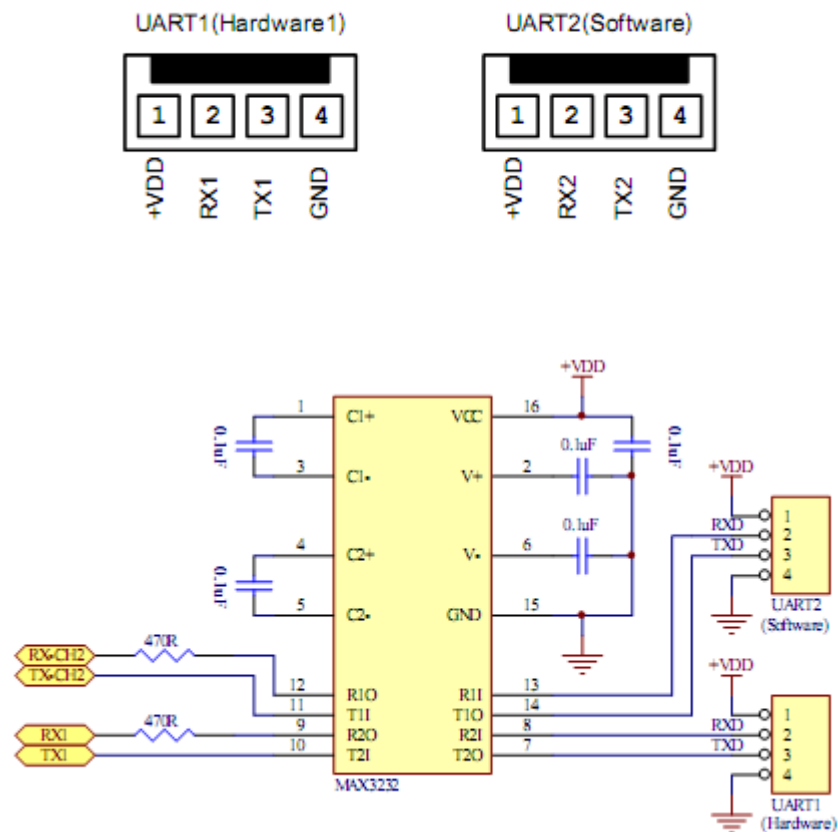 UART1(Hardware1)
UART2(Software)
1 2 3 4
1 2 3 4
+VDD RX1 TX1 GND
+VDD RX2 TX2 GND
+VDD
1 C1+ VCC 16
0.1uF 0.1uF 0.1uF
3 C1- V+ 2
+VDD
0.1uF
4 C2+ V- 6
0.1uF
5 C2- GND 15
RXD
TXD
1
2
3
4
UART2
(Software)
RX-CH2 470R
TX-CH2
12 R1O R1I 13
11 T1I T1O 14
RX1 470R 9 R2O R2I 8
TX1 10 T2I T2O 7
MAX3232
+VDD
RXD
TXD
1
2
3
4
UART1
(Hardware)